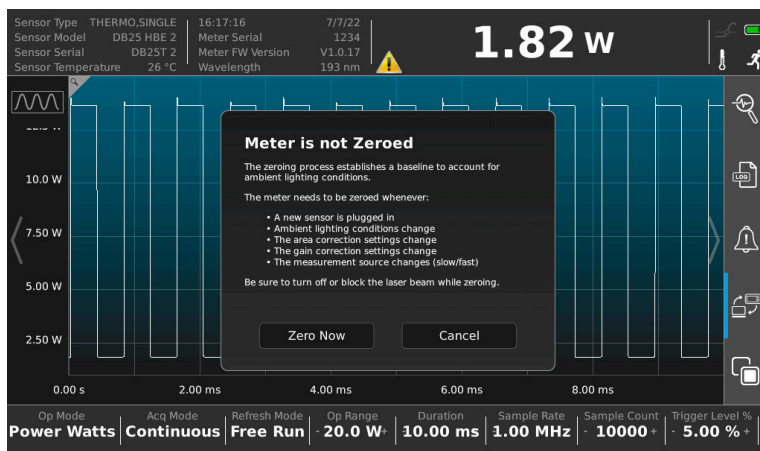 Sensor Type THERMO,SINGLE
Sensor Model DB25 HBE 2
Sensor Serial DB25T 2
Sensor Temperature 26 °C
16:17:16 7/7/22
Meter Serial 1234
Meter FW Version V1.0.17
Wavelength 193 nm
1.82 W
10.0 W
7.50 W
5.00 W
2.50 W
Meter is not Zeroed
The zeroing process establishes a baseline to account for
ambient lighting conditions.
The meter needs to be zeroed whenever:
• A new sensor is plugged in
• Ambient lighting conditions change
• The area correction settings change
• The gain correction settings change
• The measurement source changes (slow/fast)
Be sure to turn off or block the laser beam while zeroing.
Zero Now Cancel
LOG
0.00 s 2.00 ms 4.00 ms 6.00 ms 8.00 ms
Op Mode Acq Mode Refresh Mode Op Range Duration Sample Rate Sample Count Trigger Level %
Power Watts Continuous Free Run - 20.0 W+ 10.00 ms 1.00 MHz - 10000 + - 5.00 % +